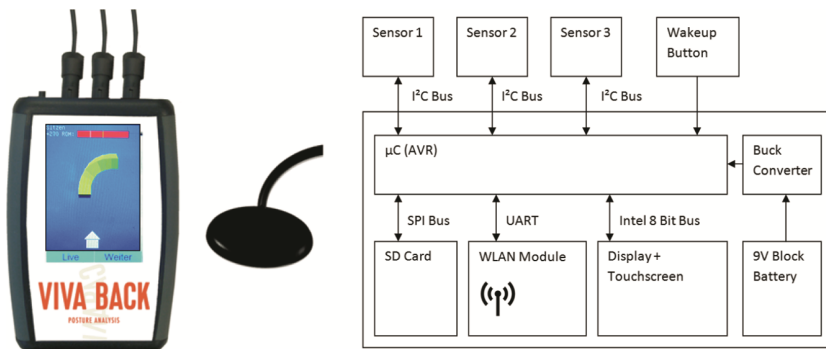 Live Weiter
VIVA BACK
POSTURE ANALYSIS
Sensor 1
Sensor 2
Sensor 3
Wakeup
Button
I²C Bus
I²C Bus
I²C Bus
µC (AVR)
Buck
Converter
SPI Bus
UART
Intel 8 Bit Bus
SD Card
WLAN Module
Display +
Touchscreen
9V Block
Battery